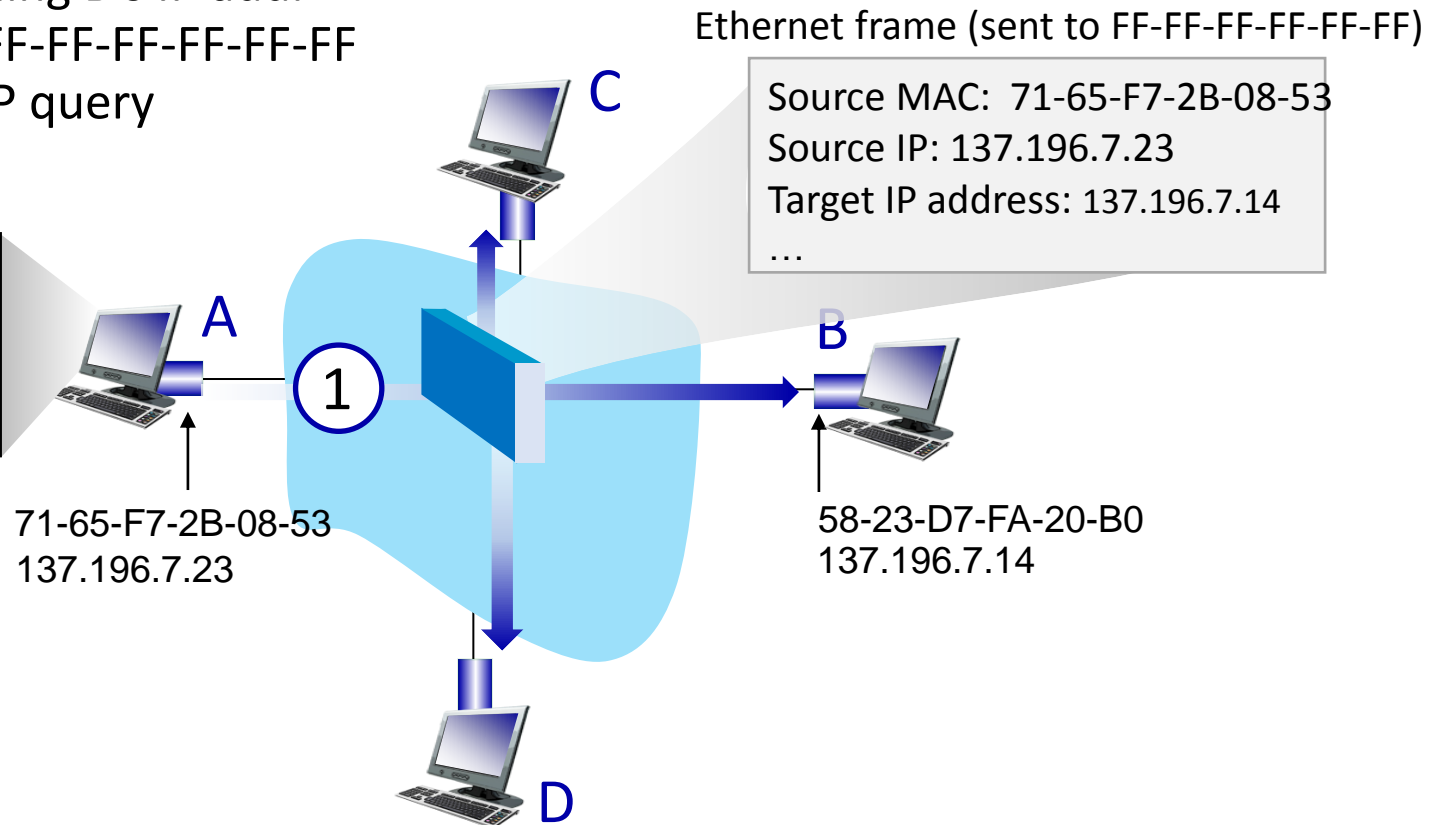 FF-FF-FF-FF-FF-FF
query
Ethernet frame (sent to FF-FF-FF-FF-FF-FF)
Source MAC: 71-65-F7-2B-08-53
Source IP: 137.196.7.23
Target IP address: 137.196.7.14
…
C
A
B
1
71-65-F7-2B-08-53
137.196.7.23
58-23-D7-FA-20-B0
137.196.7.14
D